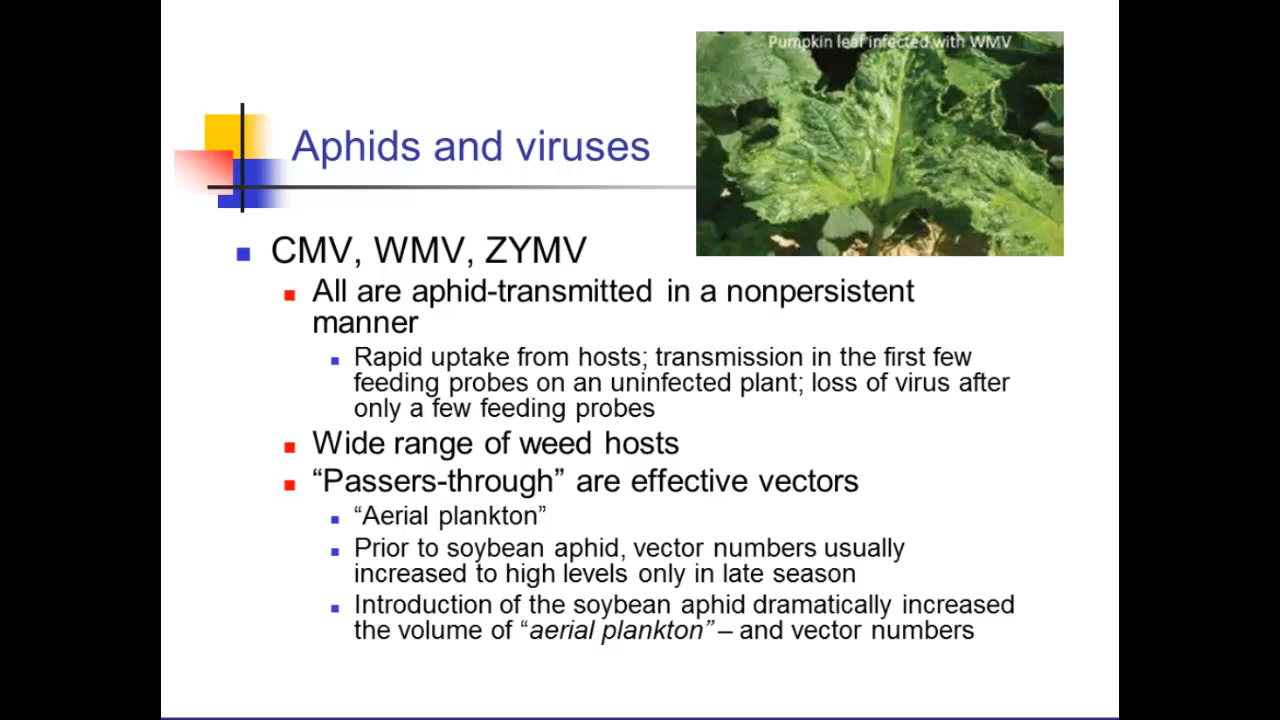 Pumpkin leaf infected with WMV
Aphids and viruses
CMV, WMV, ZYMV
All are aphid-transmitted in a nonpersistent
manner
Rapid uptake from hosts; transmission in the first few
feeding probes on an uninfected plant; loss of virus after
only a few feeding probes
Wide range of weed hosts
“Passers-through” are effective vectors
“Aerial plankton”
Prior to soybean aphid, vector numbers usually
increased to high levels only in late season
Introduction of the soybean aphid dramatically increased
the volume of “aerial plankton” – and vector numbers